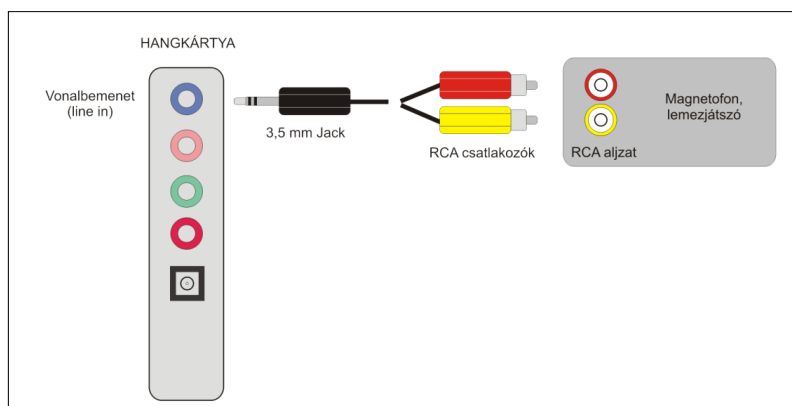 HANGKÁRTYA
Vonalbemenet
(line in)
3,5 mm Jack
RCA csatlakozók
RCA aljzat
Magnetofon,
lemezjátszó